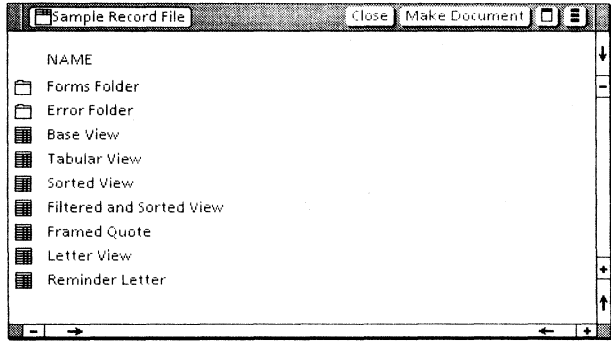 Sample Record File Close Make Document
NAME
Forms Folder
Error Folder
Base View
Tabular View
Sorted View
Filtered and Sorted View
Framed Quote
Letter View
Reminder Letter